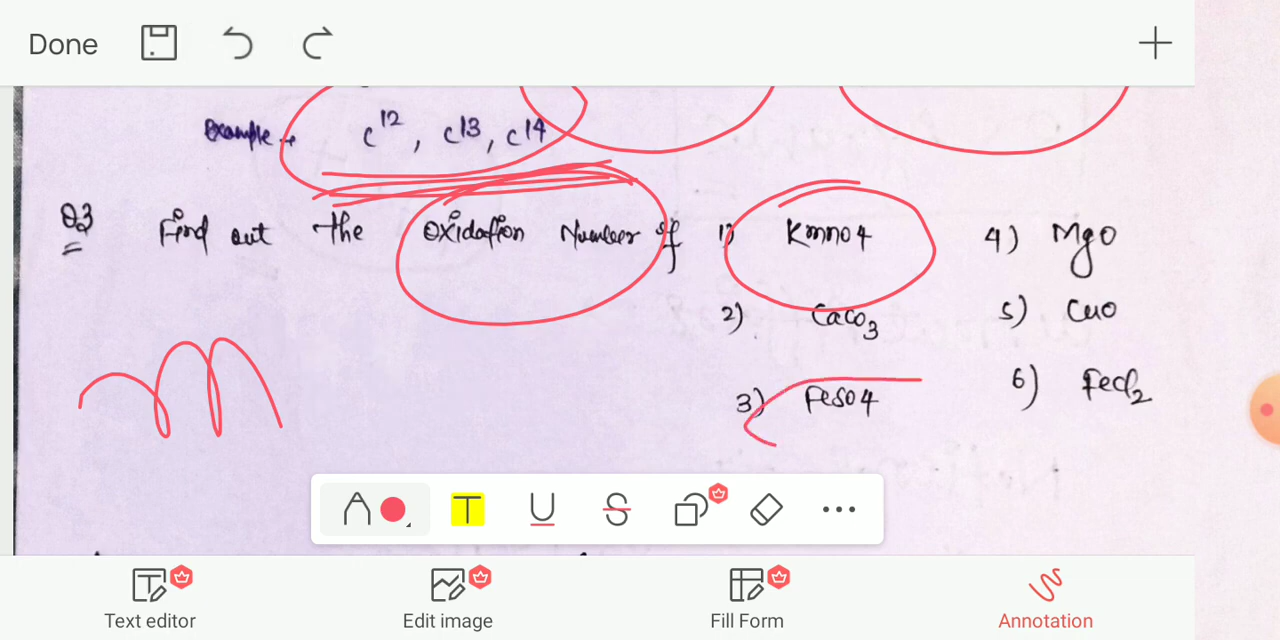 Done
Example → C12, C13, C14
Q3 Find out the Oxidation Number of 1) Kmno4 4) Mgo
2) Caco3 5) Cuo
3) Feso4 6) Fecl2
T U S
Text editor Edit image Fill Form Annotation